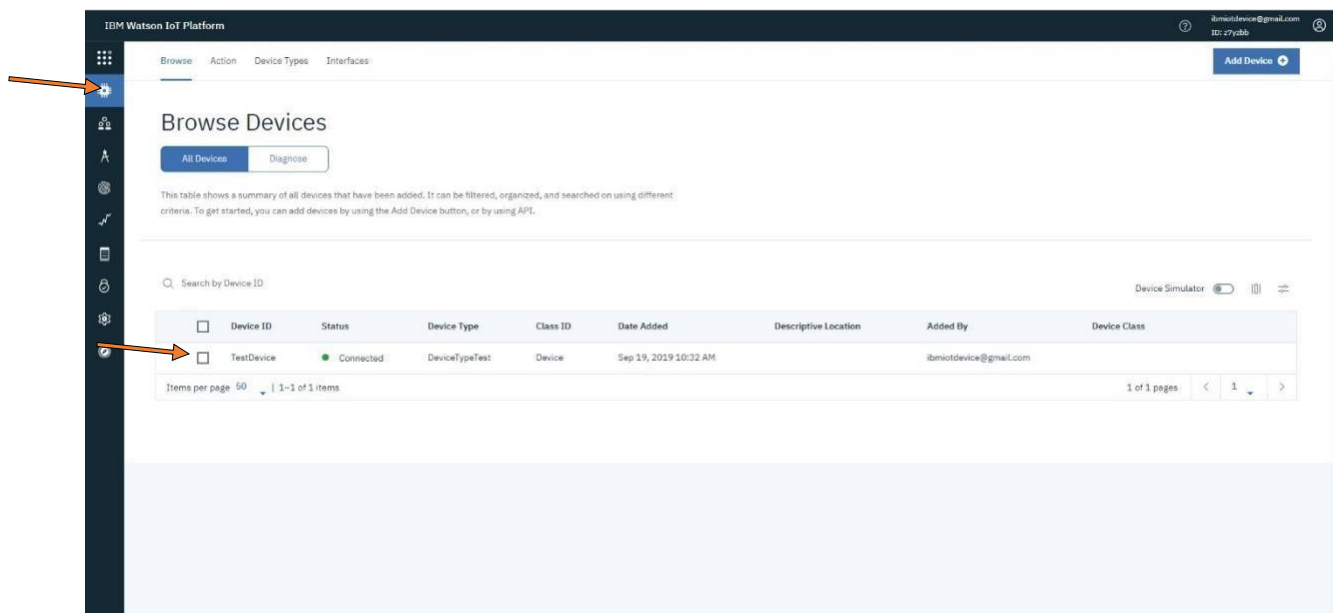 IBM Watson IoT Platform
ibmiotdevice@gmail.com
ID: z7yzbb
Browse Action Device Types Interfaces
Add Device
Browse Devices
All Devices Diagnose
This table shows a summary of all devices that have been added. It can be filtered, organized, and searched on using different
criteria. To get started, you can add devices by using the Add Device button, or by using API.
Search by Device ID
Device Simulator
Device ID Status Device Type Class ID Date Added Descriptive Location Added By Device Class
TestDevice Connected DeviceTypeTest Device Sep 19, 2019 10:32 AM ibmiotdevice@gmail.com
Items per page 50 | 1–1 of 1 items 1 of 1 pages < 1 >